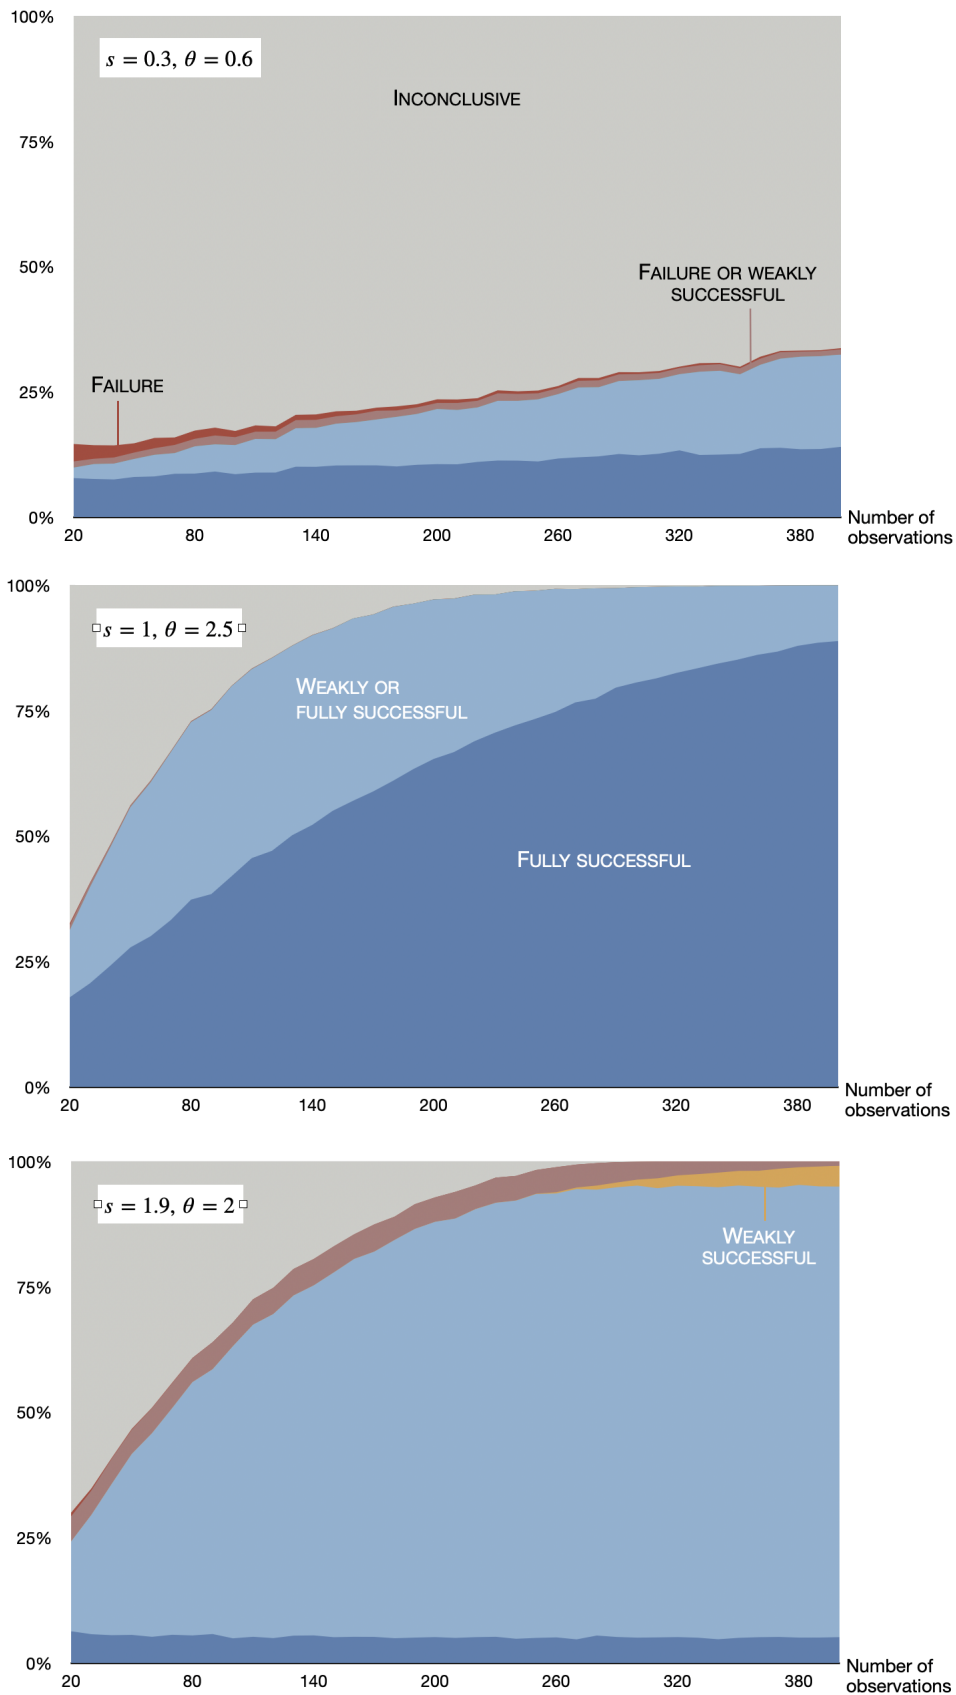 100%
s = 0.3, θ = 0.6
INCONCLUSIVE
75%
50%
FAILURE OR WEAKLY
SUCCESSFUL
25%
FAILURE
0%
20 80 140 200 260 320 380
Number of
observations
100%
s = 1, θ = 2.5
WEAKLY OR
FULLY SUCCESSFUL
75%
50%
FULLY SUCCESSFUL
25%
0%
20 80 140 200 260 320 380
Number of
observations
100%
s = 1.9, θ = 2
WEAKLY
SUCCESSFUL
75%
50%
25%
0%
20 80 140 200 260 320 380
Number of
observations